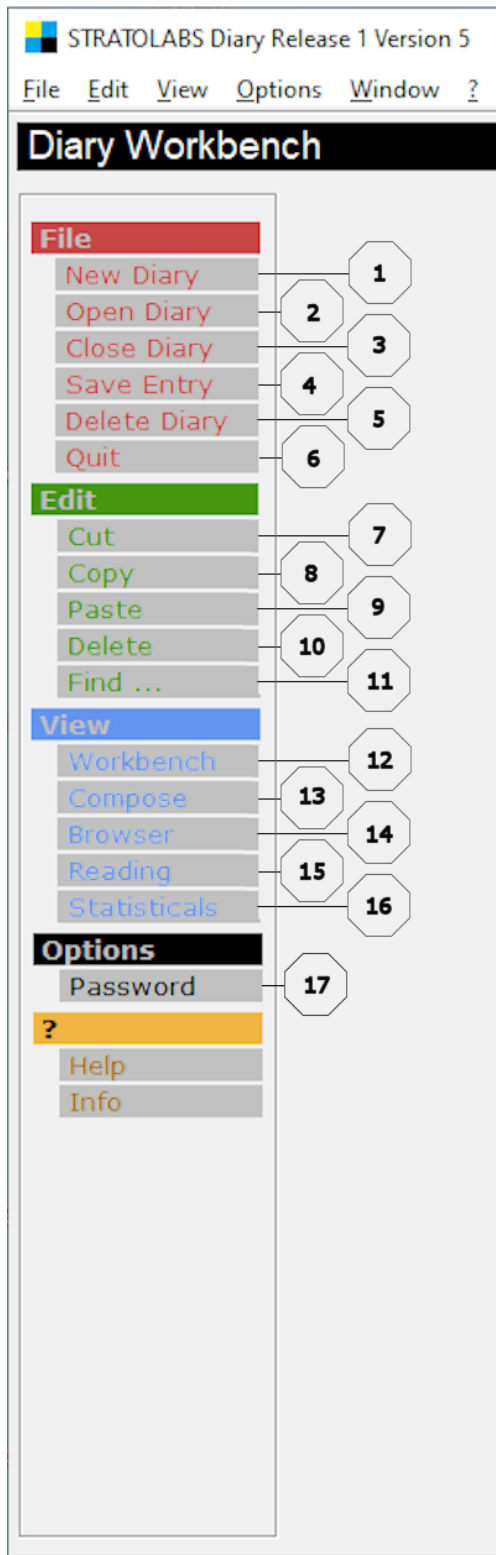 STRATOLABS Diary Release 1 Version 5
File Edit View Options Window ?
Diary Workbench
File
New Diary 1
Open Diary 2
Close Diary 3
Save Entry 4
Delete Diary 5
Quit 6
Edit
Cut 7
Copy 8
Paste 9
Delete 10
Find ... 11
View
Workbench 12
Compose 13
Browser 14
Reading 15
Statisticals 16
Options
Password 17
?
Help
Info